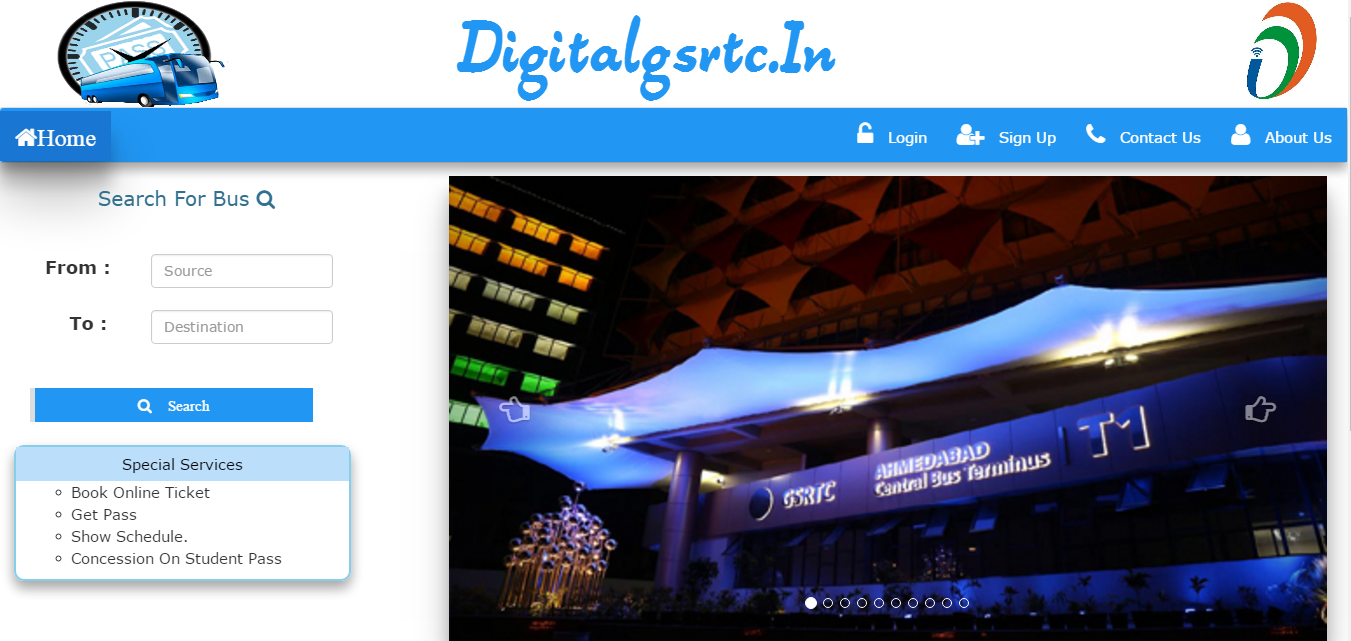 PASS
Digitalgsrtc.In
Home
Login
Sign Up
Contact Us
About Us
Search For Bus
From :
Source
To :
Destination
Search
Special Services
Book Online Ticket
Get Pass
Show Schedule.
Concession On Student Pass
GSRTC
AHMEDABAD
Central Bus Terminus
T1